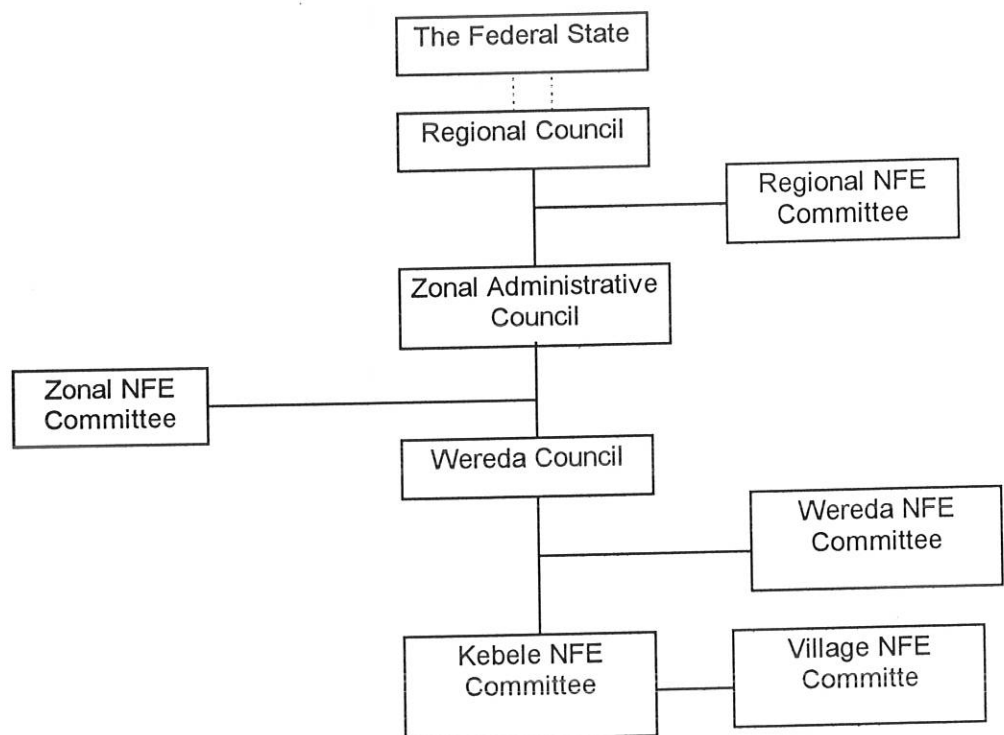 The Federal State
Regional Council
Regional NFE
Committee
Zonal Administrative
Council
Zonal NFE
Committee
Wereda Council
Wereda NFE
Committee
Kebele NFE
Committee
Village NFE
Committe